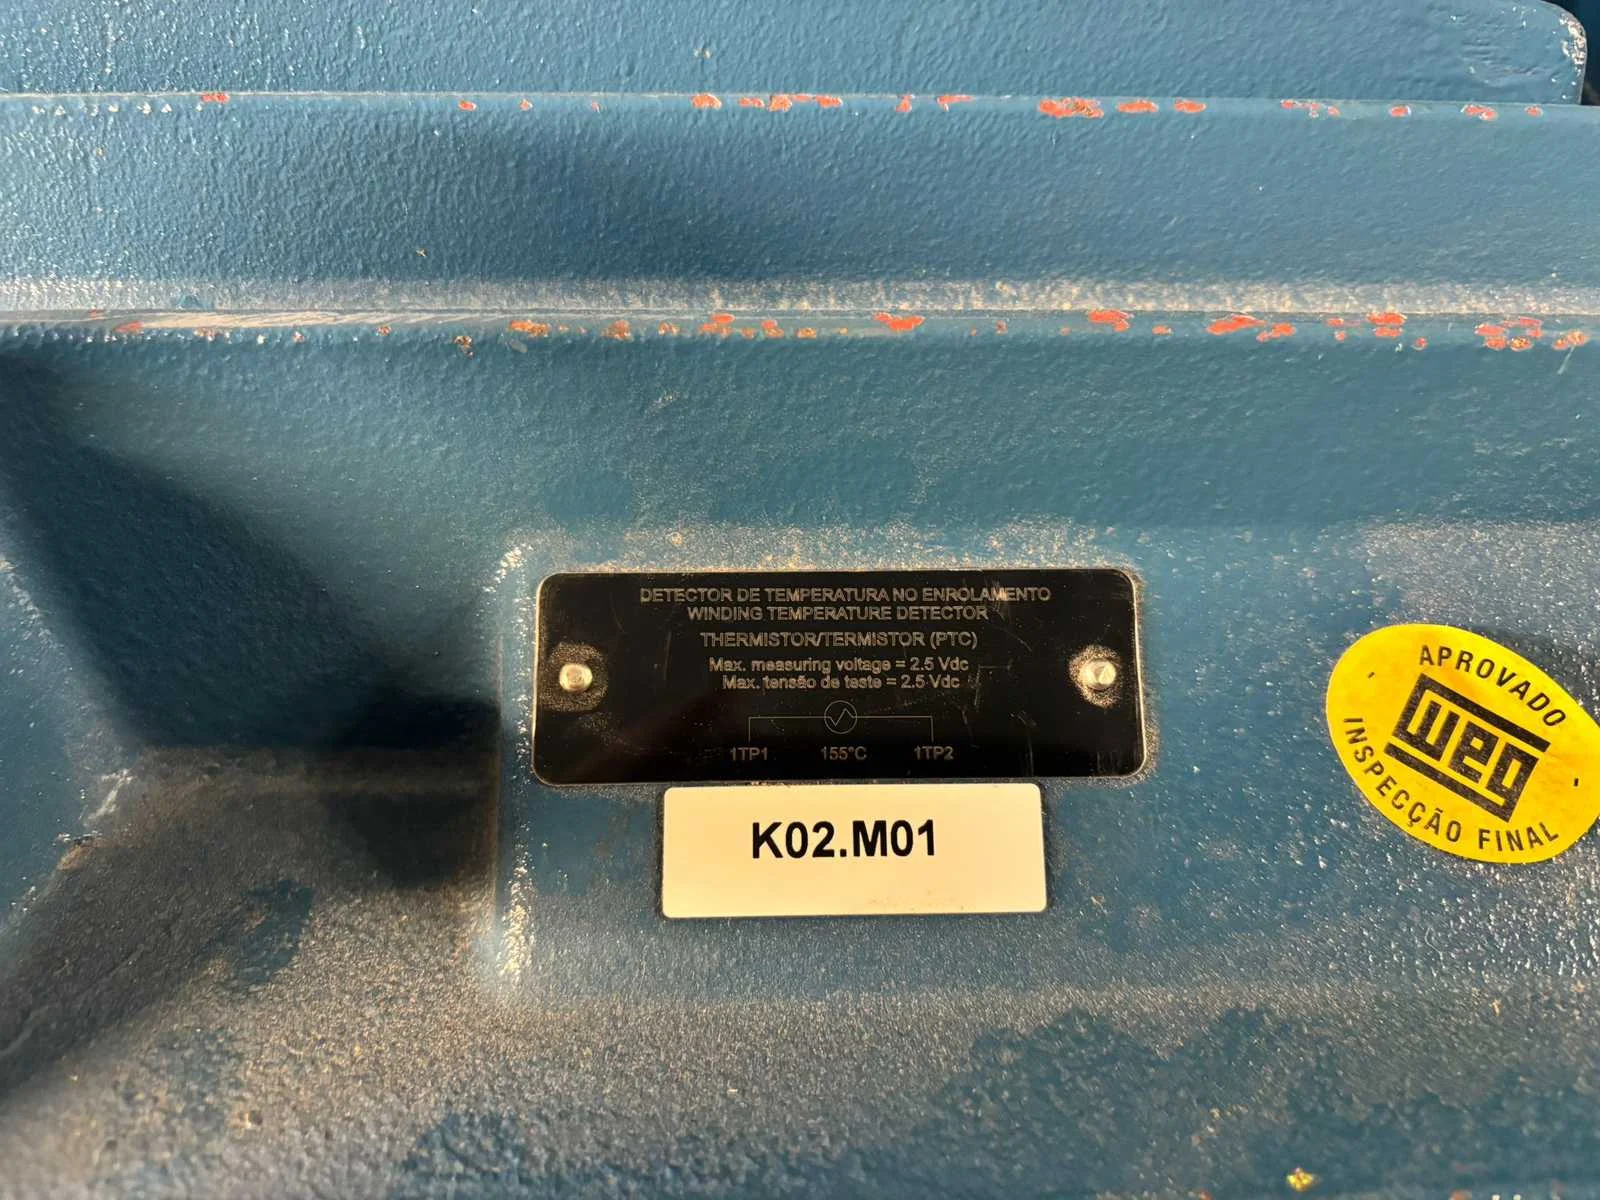 DETECTOR DE TEMPERATURA NO ENROLAMENTO
WINDING TEMPERATURE DETECTOR
THERMISTOR/TERMISTOR (PTC)
Max. measuring voltage = 2.5 Vdc
Max. tensão de teste = 2.5 Vdc
1TP1 155°C 1TP2
K02.M01
APROVADO
weg
INSPECÇÃO FINAL